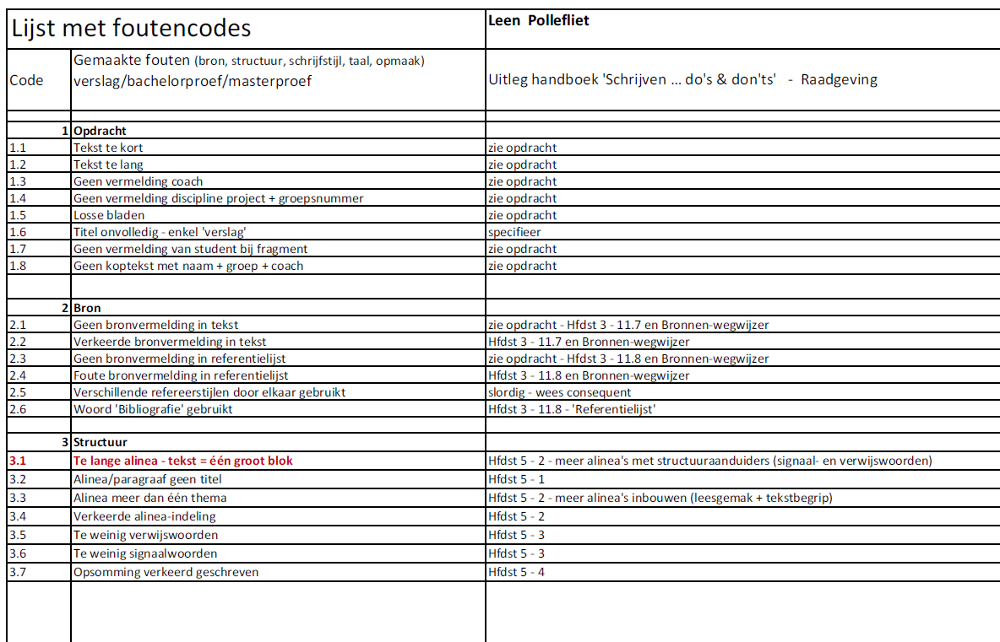 Lijst met foutencodes
Leen Pollefliet
Code
Gemaakte fouten (bron, structuur, schrijfstijl, taal, opmaak)
verslag/bachelorproef/masterproef
Uitleg handboek 'Schrijven ... do's & don'ts' - Raadgeving
1 Opdracht
1.1 Tekst te kort zie opdracht
1.2 Tekst te lang zie opdracht
1.3 Geen vermelding coach zie opdracht
1.4 Geen vermelding discipline project + groepsnummer zie opdracht
1.5 Losse bladen zie opdracht
1.6 Titel onvolledig - enkel 'verslag' specifieer
1.7 Geen vermelding van student bij fragment zie opdracht
1.8 Geen koptekst met naam + groep + coach zie opdracht
2 Bron
2.1 Geen bronvermelding in tekst zie opdracht - Hfdst 3 - 11.7 en Bronnen-wegwijzer
2.2 Verkeerde bronvermelding in tekst Hfdst 3 - 11.7 en Bronnen-wegwijzer
2.3 Geen bronvermelding in referentielijst zie opdracht - Hfdst 3 - 11.8 en Bronnen-wegwijzer
2.4 Foute bronvermelding in referentielijst Hfdst 3 - 11.8 en Bronnen-wegwijzer
2.5 Verschillende refereerstijlen door elkaar gebruikt slordig - wees consequent
2.6 Woord 'Bibliografie' gebruikt Hfdst 3 - 11.8 - 'Referentielijst'
3 Structuur
3.1 Te lange alinea - tekst = één groot blok Hfdst 5 - 2 - meer alinea's met structuuraanduiders (signaal- en verwijswoorden)
3.2 Alinea/paragraaf geen titel Hfdst 5 - 1
3.3 Alinea meer dan één thema Hfdst 5 - 2 - meer alinea's inbouwen (leesgemak + tekstbegrip)
3.4 Verkeerde alinea-indeling Hfdst 5 - 2
3.5 Te weinig verwijswoorden Hfdst 5 - 3
3.6 Te weinig signaalwoorden Hfdst 5 - 3
3.7 Opsomming verkeerd geschreven Hfdst 5 - 4